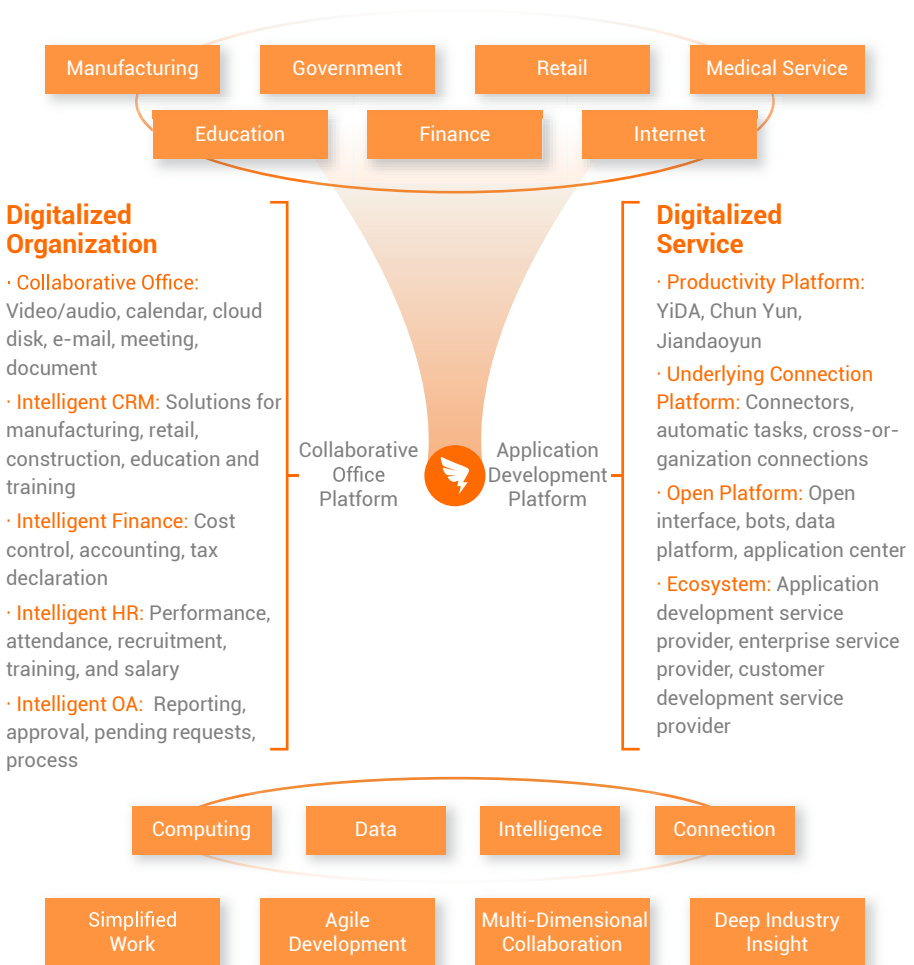 Manufacturing
Government
Retail
Medical Service
Education
Finance
Internet
Digitalized
Organization
· Collaborative Office:
Video/audio, calendar, cloud
disk, e-mail, meeting,
document
· Intelligent CRM: Solutions for
manufacturing, retail,
construction, education and
training
· Intelligent Finance: Cost
control, accounting, tax
declaration
· Intelligent HR: Performance,
attendance, recruitment,
training, and salary
· Intelligent OA: Reporting,
approval, pending requests,
process
Collaborative
Office
Platform
Application
Development
Platform
Digitalized
Service
· Productivity Platform:
YiDA, Chun Yun,
Jiandaoyun
· Underlying Connection
Platform: Connectors,
automatic tasks, cross-or-
ganization connections
· Open Platform: Open
interface, bots, data
platform, application center
· Ecosystem: Application
development service
provider, enterprise service
provider, customer
development service
provider
Computing
Data
Intelligence
Connection
Simplified
Work
Agile
Development
Multi-Dimensional
Collaboration
Deep Industry
Insight